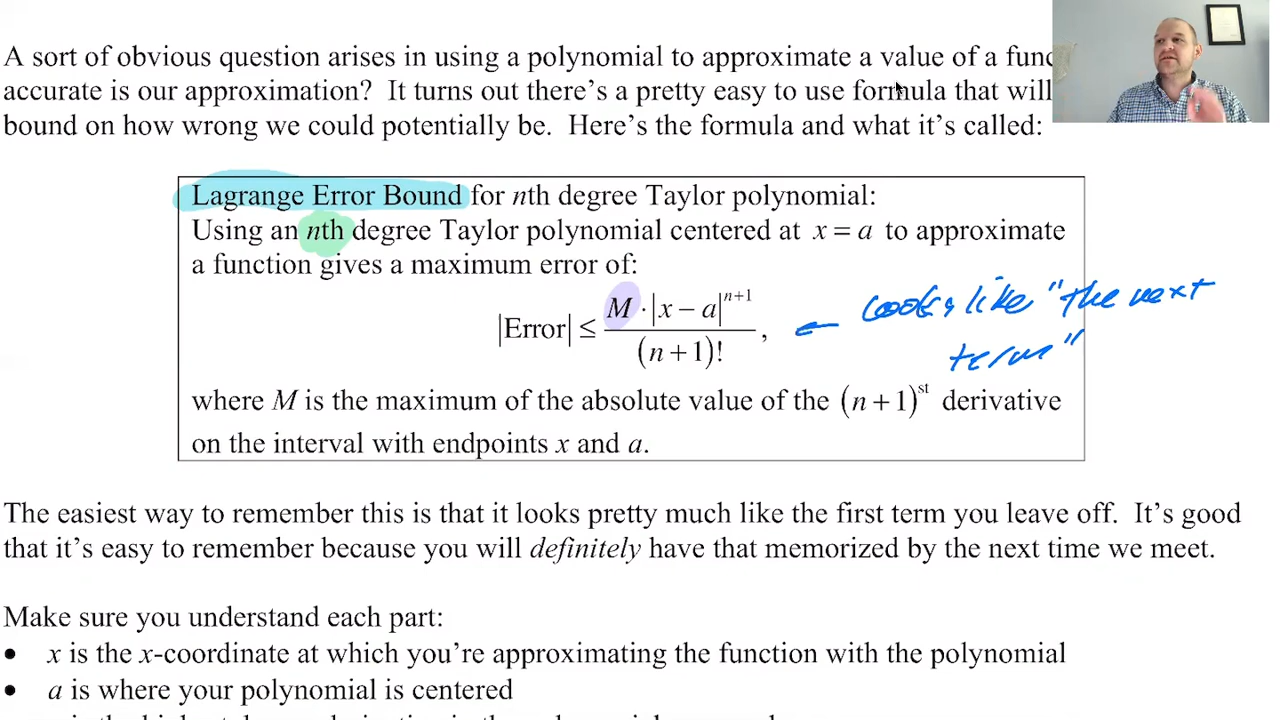 A sort of obvious question arises in using a polynomial to approximate a value of a func
accurate is our approximation? It turns out there's a pretty easy to use formula that will
bound on how wrong we could potentially be. Here's the formula and what it's called:
Lagrange Error Bound for nth degree Taylor polynomial:
Using an nth degree Taylor polynomial centered at x = a to approximate
a function gives a maximum error of:
|Error| ≤ M · |x − a|^{n+1} / (n + 1)! ,
← looks like "the next
term"
where M is the maximum of the absolute value of the (n + 1)^{st} derivative
on the interval with endpoints x and a.
The easiest way to remember this is that it looks pretty much like the first term you leave off. It's good
that it's easy to remember because you will definitely have that memorized by the next time we meet.
Make sure you understand each part:
• x is the x-coordinate at which you're approximating the function with the polynomial
• a is where your polynomial is centered